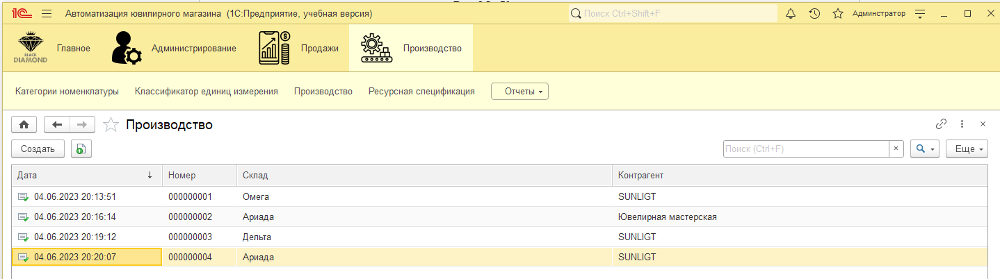 1С Автоматизация ювилирного магазина (1С:Предприятие, учебная версия) Поиск Ctrl+Shift+F Админстратор
BLACK DIAMOND Главное Администрирование Продажи Производство
Категории номенклатуры Классификатор единиц измерения Производство Ресурсная спецификация Отчеты
Производство
Создать Поиск (Ctrl+F) × Еще
Дата ↓ Номер Склад Контрагент
04.06.2023 20:13:51 000000001 Омега SUNLIGT
04.06.2023 20:16:14 000000002 Ариада Ювелирная мастерская
04.06.2023 20:19:12 000000003 Дельта SUNLIGT
04.06.2023 20:20:07 000000004 Ариада SUNLIGT